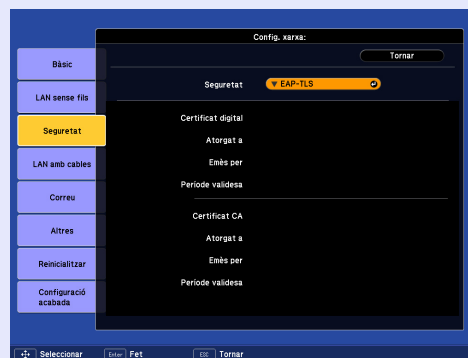 Config. xarxa:
Tornar
Bàsic
LAN sense fils
Seguretat
LAN amb cables
Correu
Altres
Reinicialitzar
Configuració
acabada
Seguretat
EAP-TLS
Certificat digital
Atorgat a
Emès per
Període validesa
Certificat CA
Atorgat a
Emès per
Període validesa
Seleccionar
Enter Fet
ESC Tornar